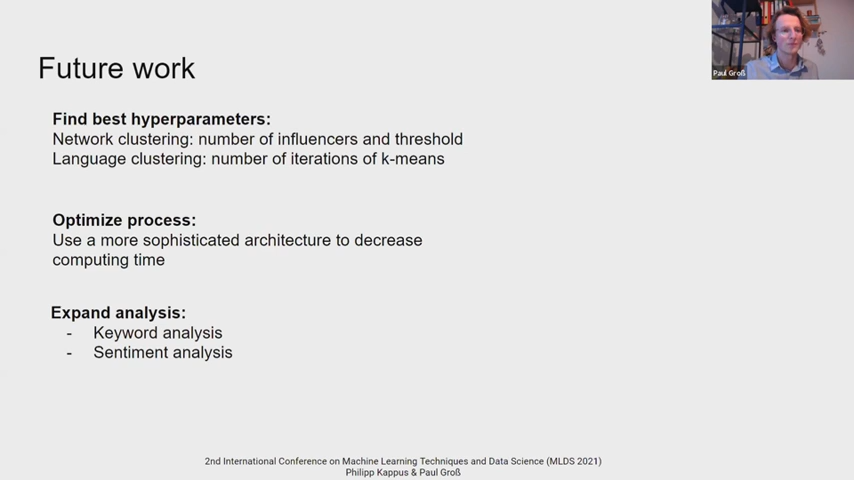 Paul Groß
Future work
Find best hyperparameters:
Network clustering: number of influencers and threshold
Language clustering: number of iterations of k-means
Optimize process:
Use a more sophisticated architecture to decrease
computing time
Expand analysis:
- Keyword analysis
- Sentiment analysis
2nd International Conference on Machine Learning Techniques and Data Science (MLDS 2021)
Philipp Kappus & Paul Groß